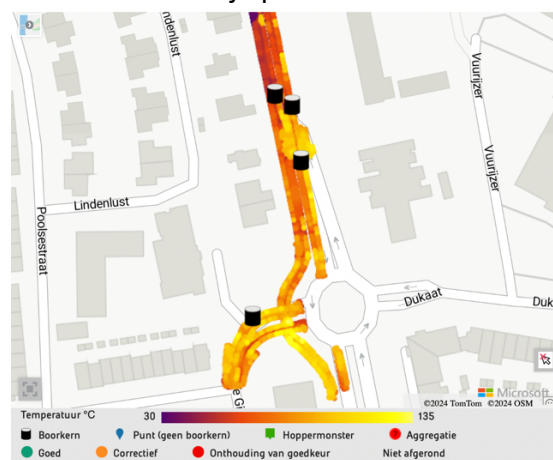 Lindenlust
Vuurijzer
Vuurijzer
Lindenlust
Poolsestraat
Dukaat
Duk
e Gi
Microsoft
©2024 TomTom ©2024 OSM
Temperatuur °C 30 135
Boorkern Punt (geen boorkern) Hoppermonster Aggregatie
Goed Correctief Onthouding van goedkeur Niet afgerond